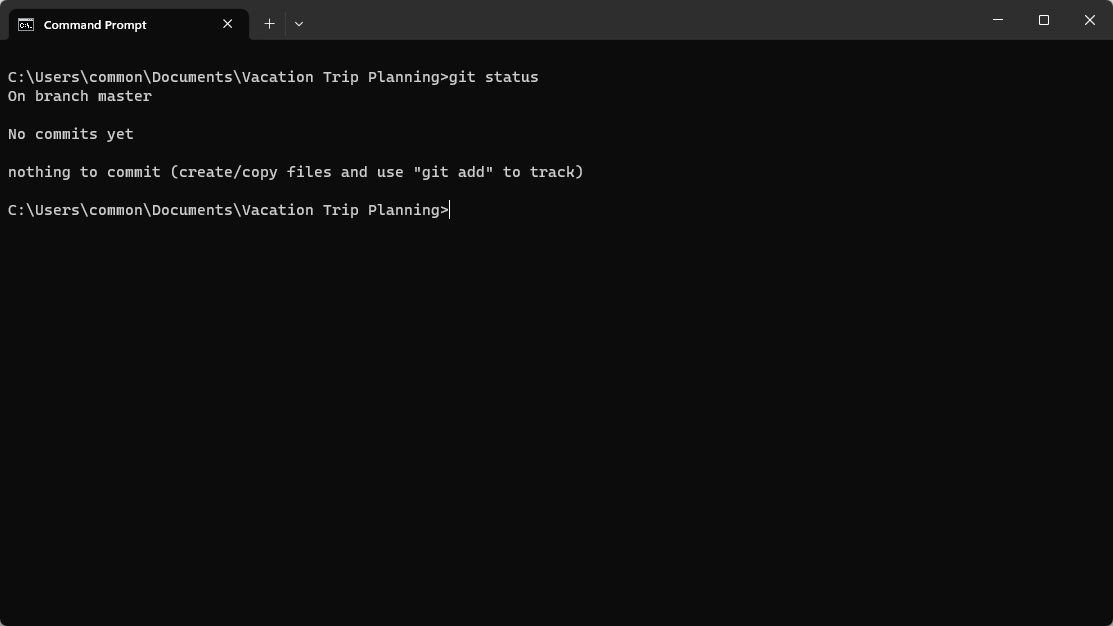 Command Prompt
C:\Users\common\Documents\Vacation Trip Planning>git status
On branch master
No commits yet
nothing to commit (create/copy files and use "git add" to track)
C:\Users\common\Documents\Vacation Trip Planning>